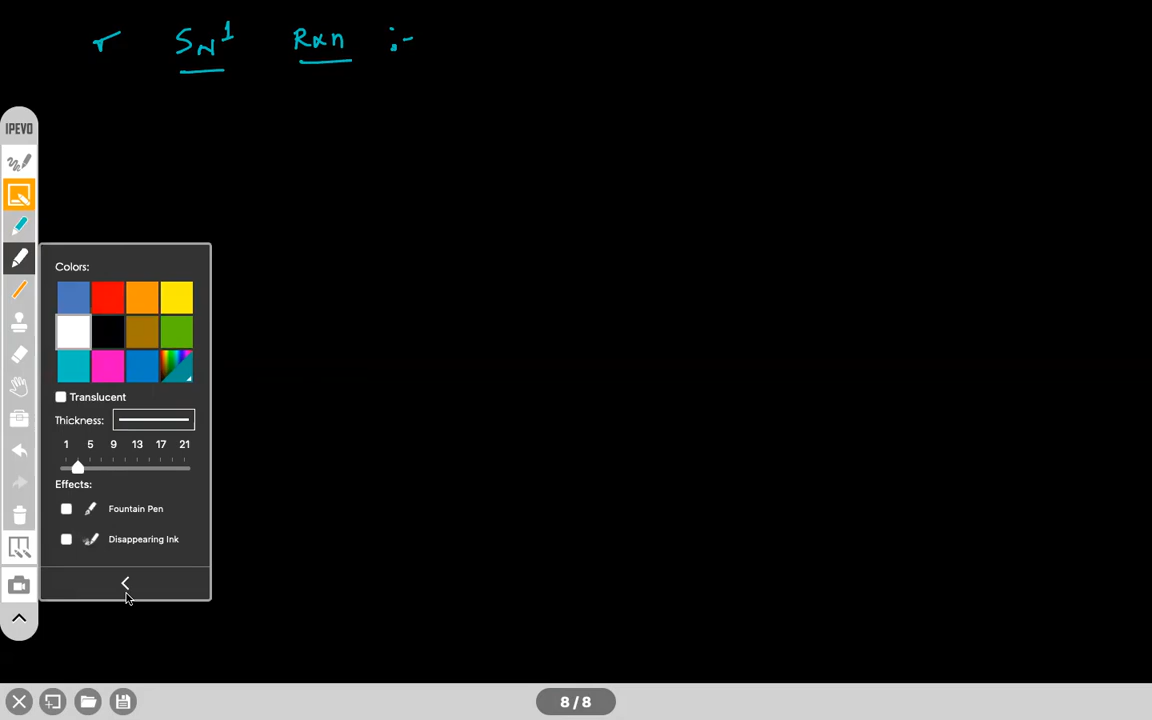 SN1 Rxn :-
IPEVO
Colors:
Translucent
Thickness:
1 5 9 13 17 21
Effects:
Fountain Pen
Disappearing Ink
8 / 8